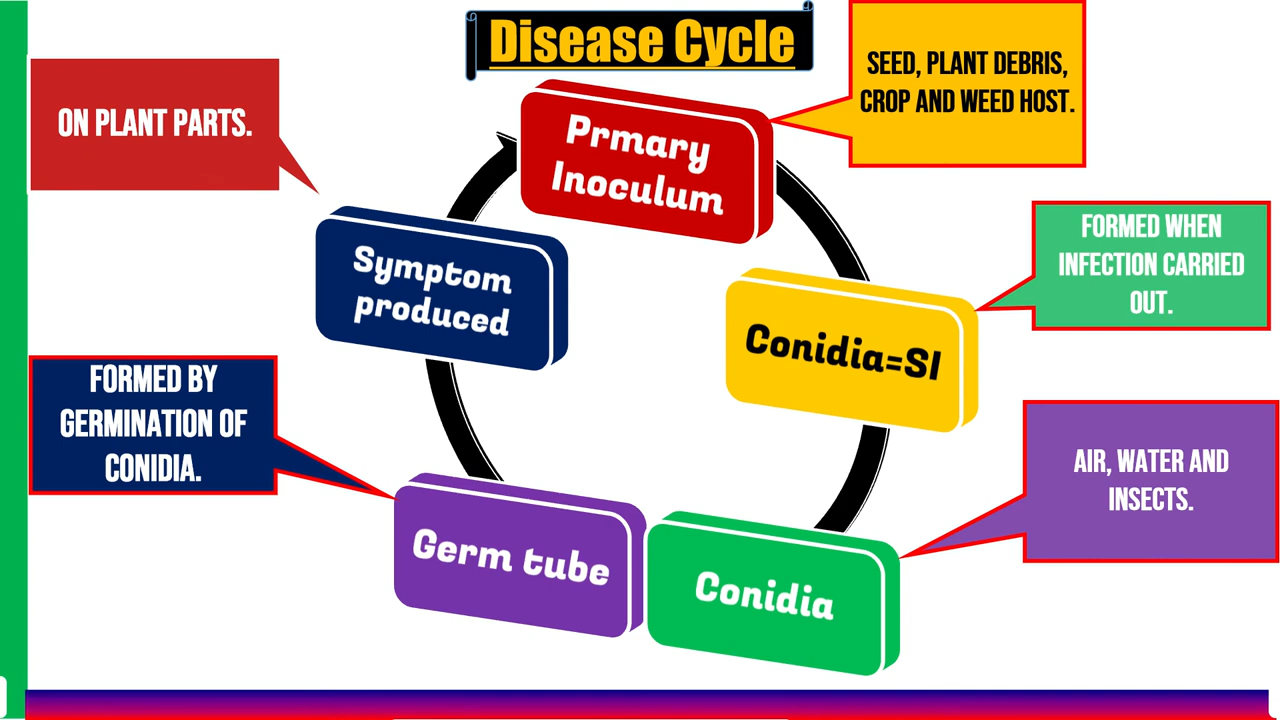 Disease Cycle
SEED, PLANT DEBRIS,
CROP AND WEED HOST.
ON PLANT PARTS.
Prmary
Inoculum
FORMED WHEN
INFECTION CARRIED
OUT.
Symptom
produced
Conidia=SI
FORMED BY
GERMINATION OF
CONIDIA.
AIR, WATER AND
INSECTS.
Germ tube
Conidia